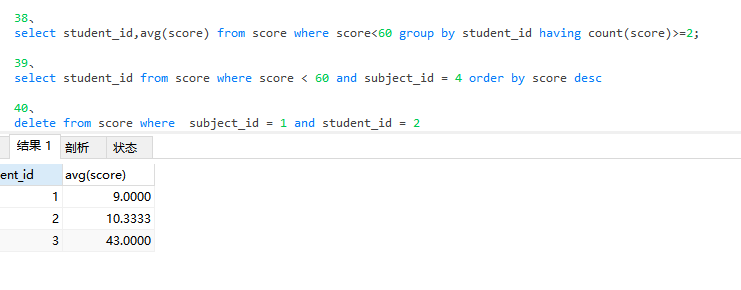 38、
select student_id,avg(score) from score where score<60 group by student_id having count(score)>=2;
39、
select student_id from score where score < 60 and subject_id = 4 order by score desc
40、
delete from score where  subject_id = 1 and student_id = 2
结果 1 剖析 状态
ent_id avg(score)
1 9.0000
2 10.3333
3 43.0000